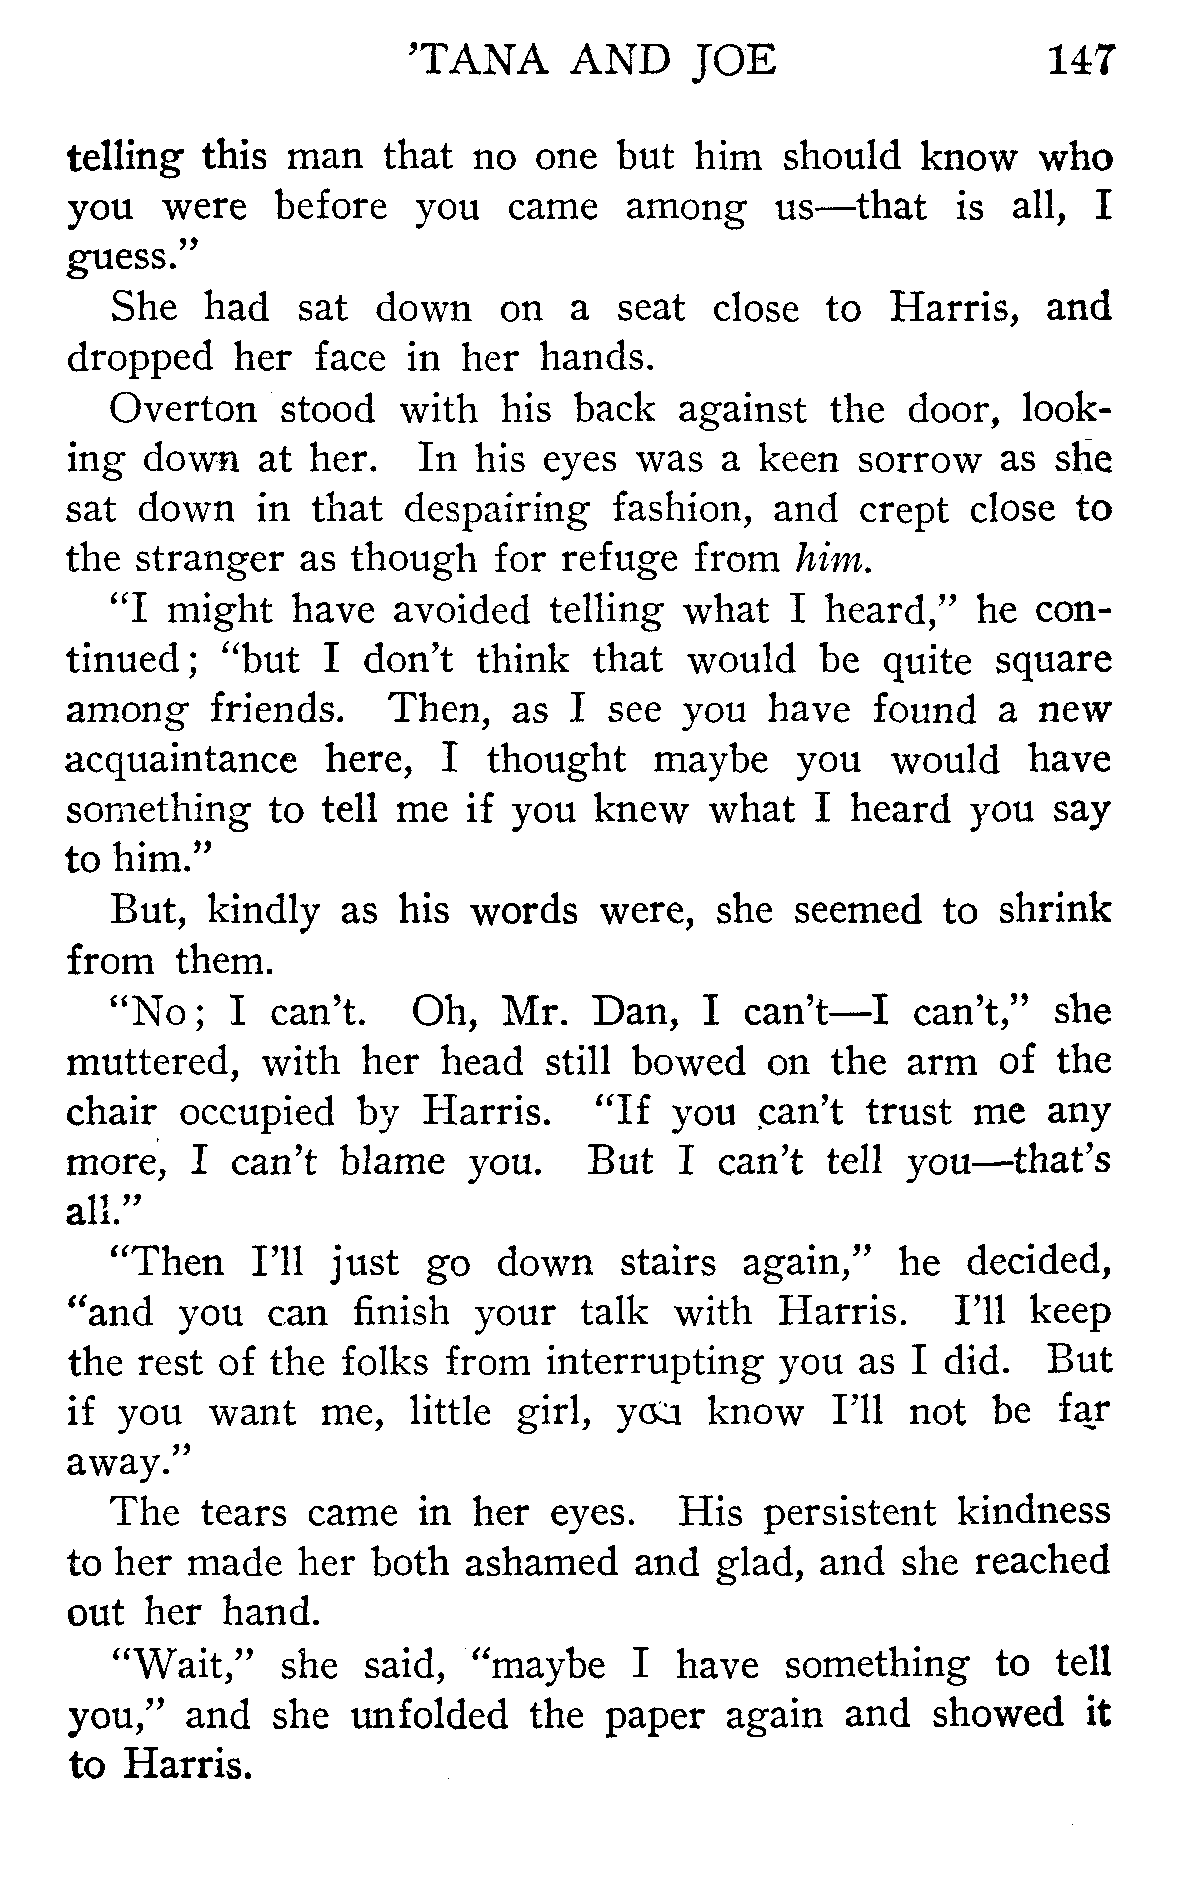 ’TANA AND JOE 147
telling this man that no one but him should know who
you were before you came among us—that is all, I
guess.”
She had sat down on a seat close to Harris, and
dropped her face in her hands.
Overton stood with his back against the door, look-
ing down at her. In his eyes was a keen sorrow as she
sat down in that despairing fashion, and crept close to
the stranger as though for refuge from him.
“I might have avoided telling what I heard,” he con-
tinued; “but I don’t think that would be quite square
among friends. Then, as I see you have found a new
acquaintance here, I thought maybe you would have
something to tell me if you knew what I heard you say
to him.”
But, kindly as his words were, she seemed to shrink
from them.
“No; I can’t. Oh, Mr. Dan, I can’t—I can’t,” she
muttered, with her head still bowed on the arm of the
chair occupied by Harris. “If you can’t trust me any
more, I can’t blame you. But I can’t tell you—that’s
all.”
“Then I’ll just go down stairs again,” he decided,
“and you can finish your talk with Harris. I’ll keep
the rest of the folks from interrupting you as I did. But
if you want me, little girl, you know I’ll not be far
away.”
The tears came in her eyes. His persistent kindness
to her made her both ashamed and glad, and she reached
out her hand.
“Wait,” she said, “maybe I have something to tell
you,” and she unfolded the paper again and showed it
to Harris.